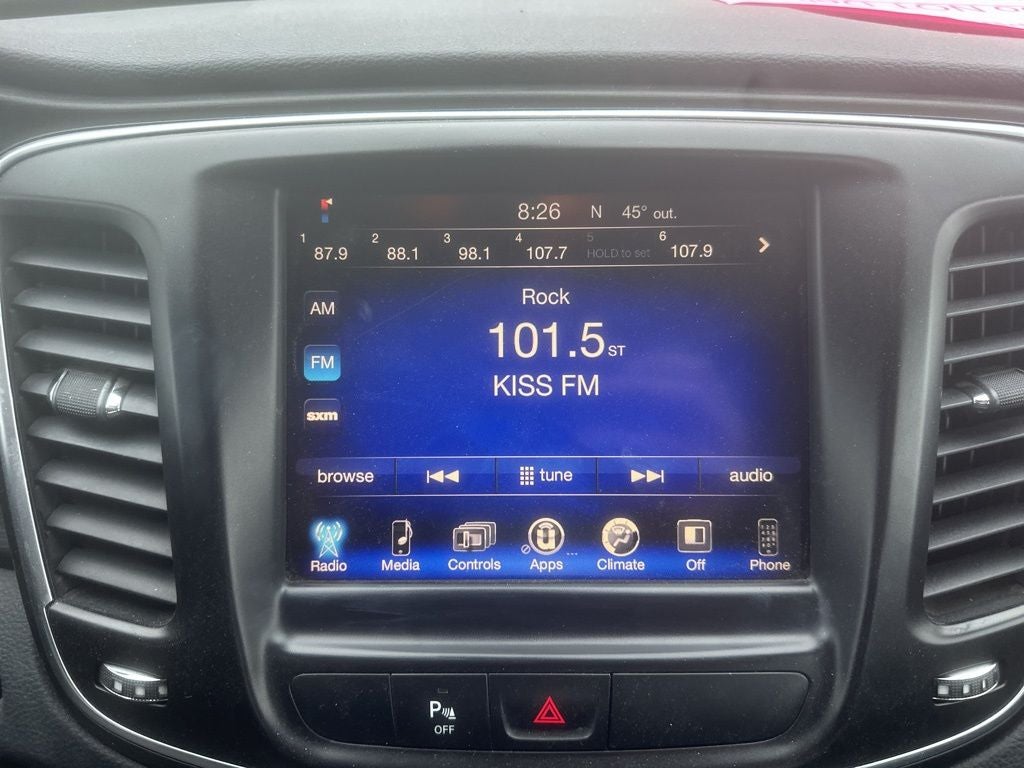 8:26 N 45° out.
1 87.9 2 88.1 3 98.1 4 107.7 5 HOLD to set 6 107.9
AM
Rock
101.5 ST
FM
KISS FM
sxm
browse tune audio
Radio Media Controls Apps Climate Off Phone
P
OFF